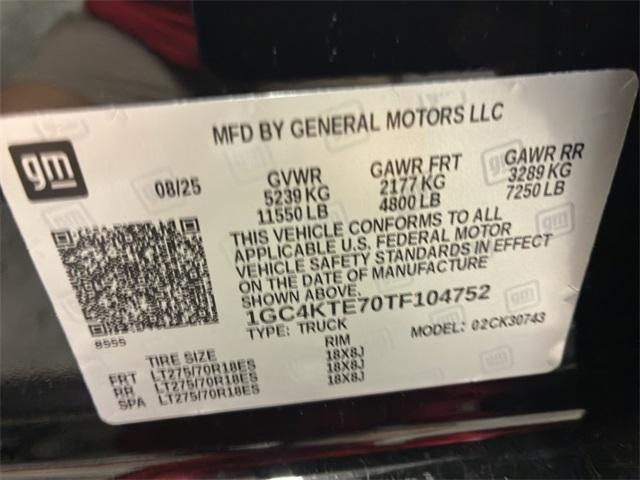 MFD BY GENERAL MOTORS LLC
gm
08/25
GVWR
5239 KG
11550 LB
GAWR FRT
2177 KG
4800 LB
GAWR RR
3289 KG
7250 LB
THIS VEHICLE CONFORMS TO ALL
APPLICABLE U.S. FEDERAL MOTOR
VEHICLE SAFETY STANDARDS IN EFFECT
ON THE DATE OF MANUFACTURE
SHOWN ABOVE.
1GC4KTE70TF104752
TYPE: TRUCK
MODEL: 02CK30743
8555
TIRE SIZE RIM
FRT LT275/70R18ES 18X8J
RR LT275/70R18ES 18X8J
SPA LT275/70R18ES 18X8J